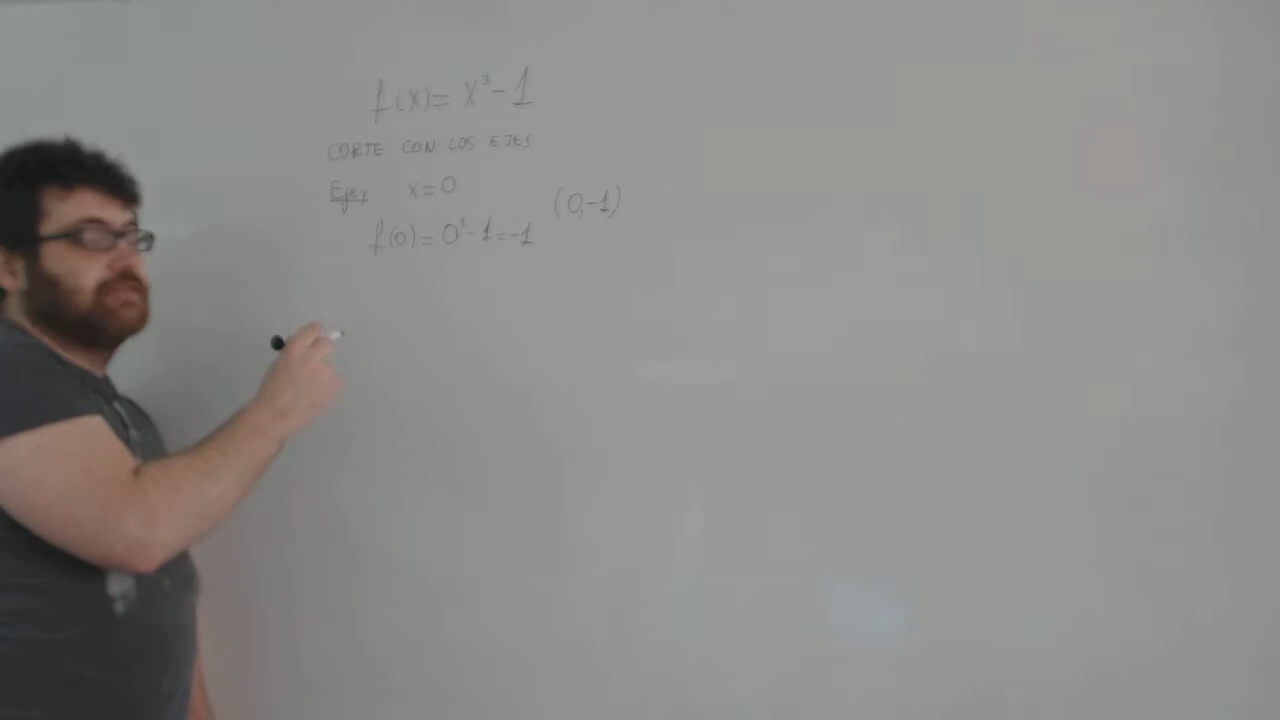 f(x)= x³-1
CORTE CON LOS EJES
Eje y x=0
(0,-1)
f(0)=0³-1=-1